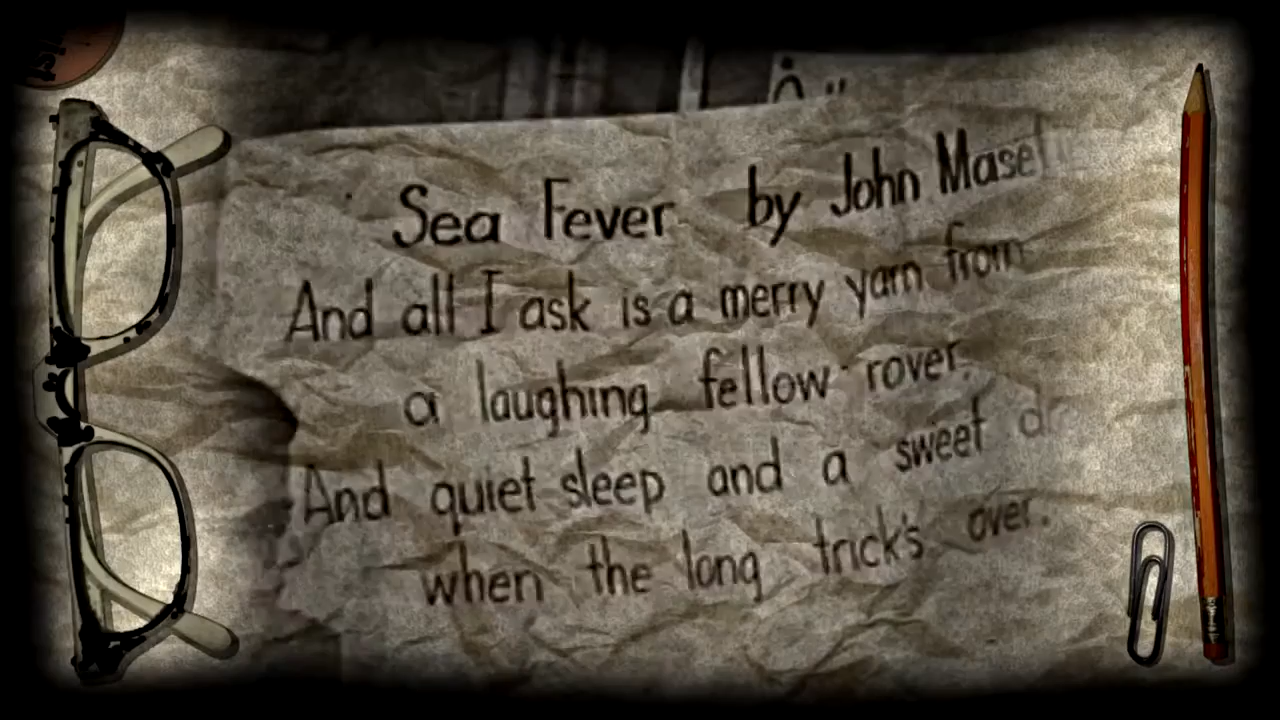 Sea Fever by John
And all I ask is a merry yarn from
a laughing fellow rover.
And quiet sleep and a sweet
when the long trick's over.